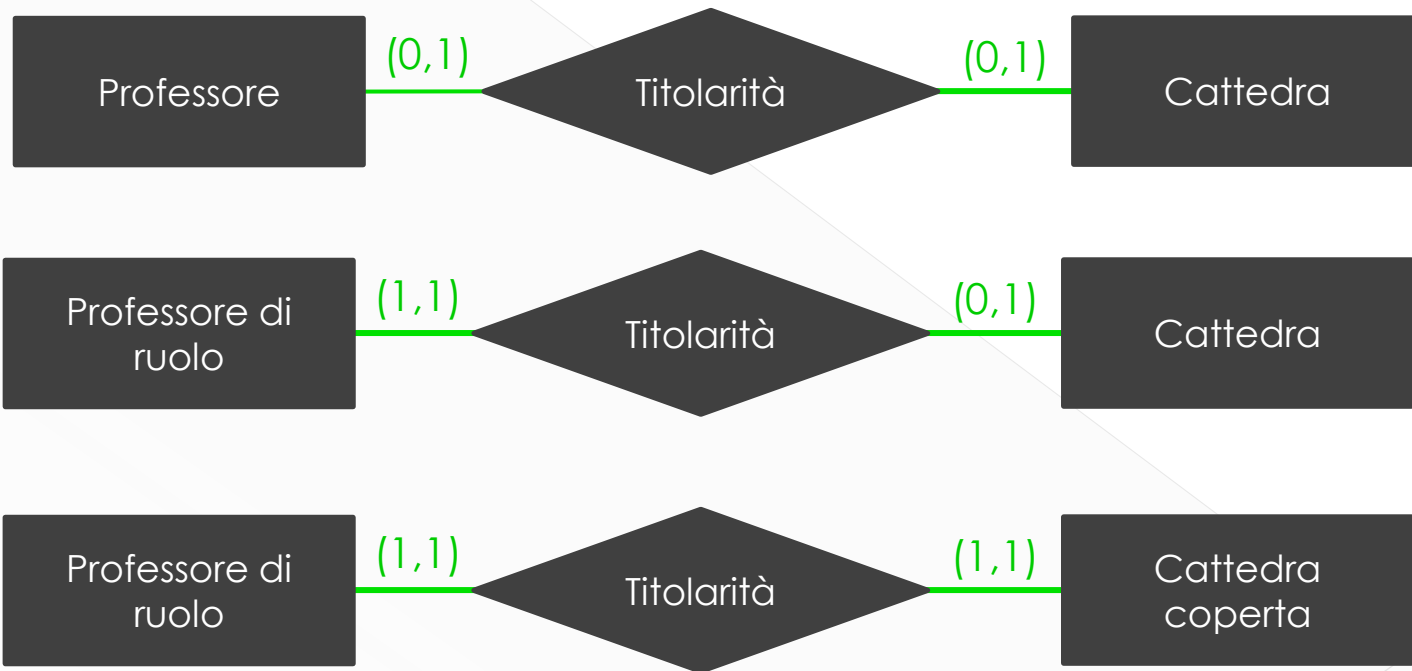 (0,1)
(0,1)
Professore
Titolarità
Cattedra
(1,1)
(0,1)
Professore di
ruolo
Titolarità
Cattedra
(1,1)
(1,1)
Professore di
ruolo
Titolarità
Cattedra
coperta